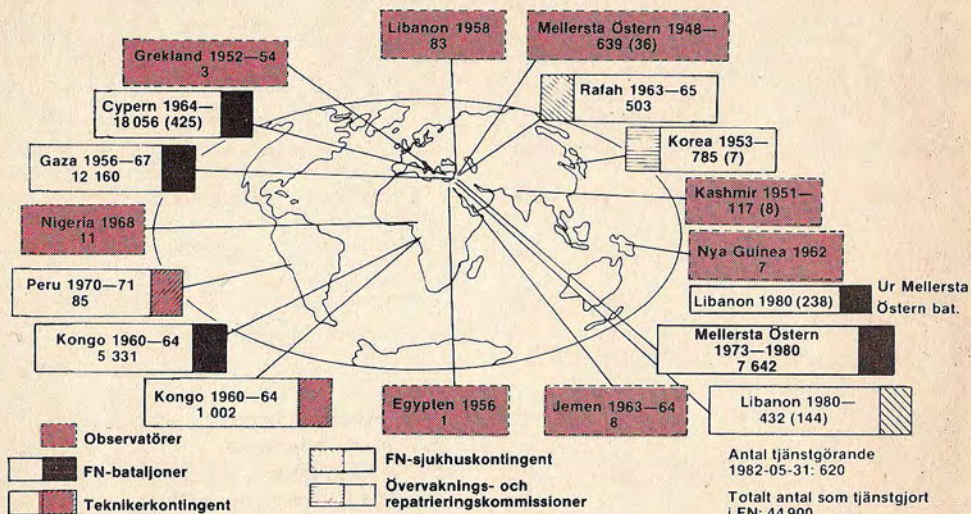 Libanon 1958
83
Mellersta Östern 1948—
639 (36)
Grekland 1952—54
3
Rafah 1963—65
503
Cypern 1964—
18 056 (425)
Korea 1953—
785 (7)
Gaza 1956—67
12 160
Kashmir 1951—
117 (8)
Nigeria 1968
11
Nya Guinea 1962
7
Peru 1970—71
85
Libanon 1980 (238)
Ur Mellersta
Östern bat.
Kongo 1960—64
5 331
Mellersta Östern
1973—1980
7 642
Kongo 1960—64
1 002
Egypten 1956
1
Jemen 1963—64
8
Libanon 1980—
432 (144)
Observatörer
FN-bataljoner
Teknikerkontingent
FN-sjukhuskontingent
Övervaknings- och
repatrieringskommissioner
Antal tjänstgörande
1982-05-31: 620
Totalt antal som tjänstgjort
i FN: 44 900